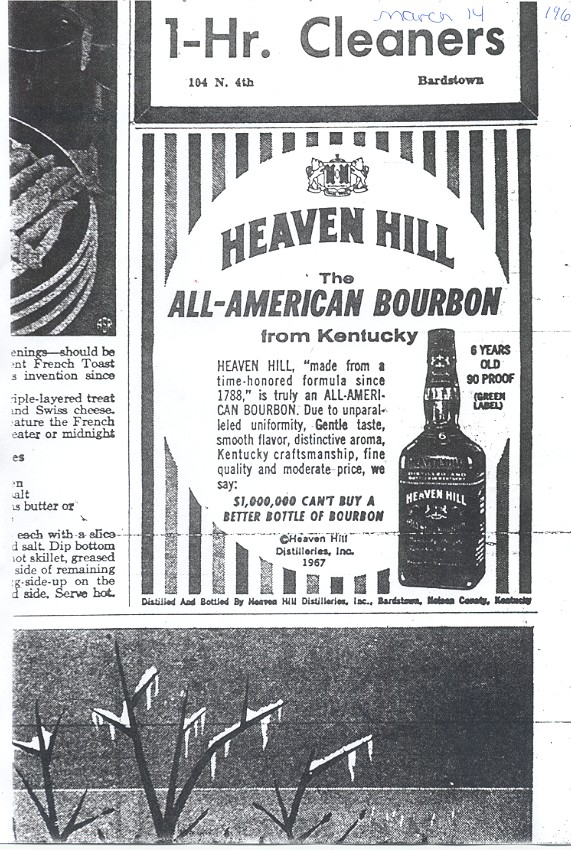 March 14
196
1-Hr. Cleaners
104 N. 4th
Bardstown
HEAVEN HILL
The
ALL-AMERICAN BOURBON
from Kentucky
6 YEARS
OLD
90 PROOF
(GREEN
LABEL)
HEAVEN HILL, "made from a
time-honored formula since
1788," is truly an ALL-AMERI-
CAN BOURBON. Due to unparal-
leled uniformity, Gentle taste,
smooth flavor, distinctive aroma,
Kentucky craftsmanship, fine
quality and moderate price, we
say:
$1,000,000 CAN'T BUY A
BETTER BOTTLE OF BOURBON
©Heaven Hill
Distilleries, Inc.
1967
6
HEAVEN HILL
Distilled And Bottled By Heaven Hill Distilleries, Inc., Bardstown, Nelson County, Kentucky
enings—should be
nt French Toast
s invention since
riple-layered treat
and Swiss cheese.
ature the French
eater or midnight
es
n
alt
s butter or
each with a slice
d salt. Dip bottom
ot skillet, greased
side of remaining
g-side-up on the
d side. Serve hot.